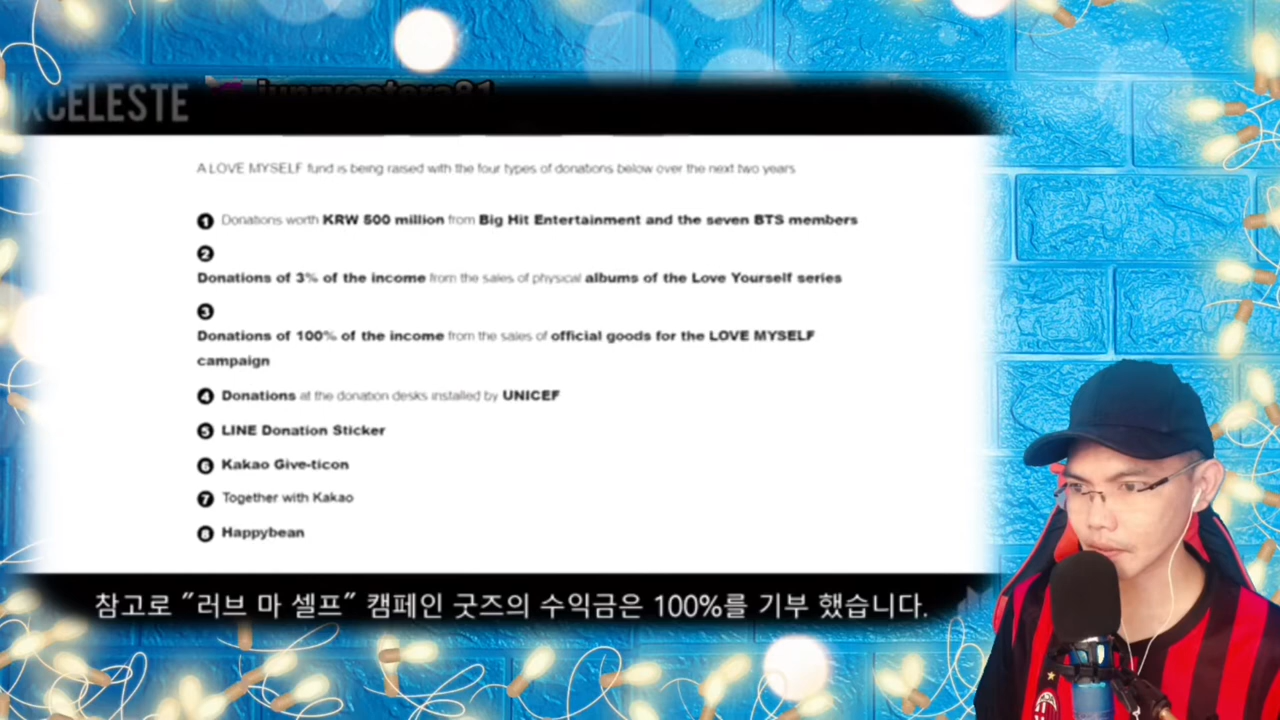 CELESTE
A LOVE MYSELF fund is being raised with the four types of donations below over the next two years
1 Donations worth KRW 500 million from Big Hit Entertainment and the seven BTS members
2
Donations of 3% of the income from the sales of physical albums of the Love Yourself series
3
Donations of 100% of the income from the sales of official goods for the LOVE MYSELF
campaign
4 Donations at the donation desks installed by UNICEF
5 LINE Donation Sticker
6 Kakao Give-ticon
7 Together with Kakao
8 Happybean
참고로 "러브 마 셀프" 캠페인 굿즈의 수익금은 100%를 기부 했습니다.